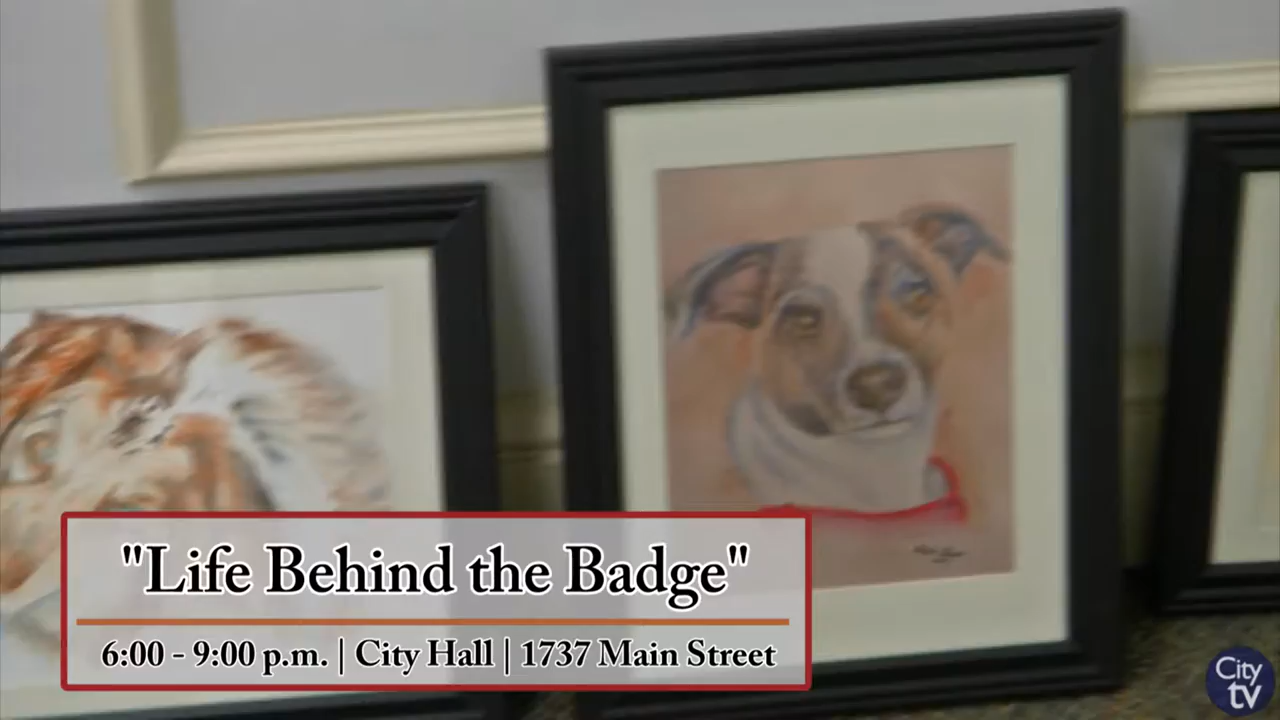 "Life Behind the Badge"
6:00 - 9:00 p.m. | City Hall | 1737 Main Street
City
tv